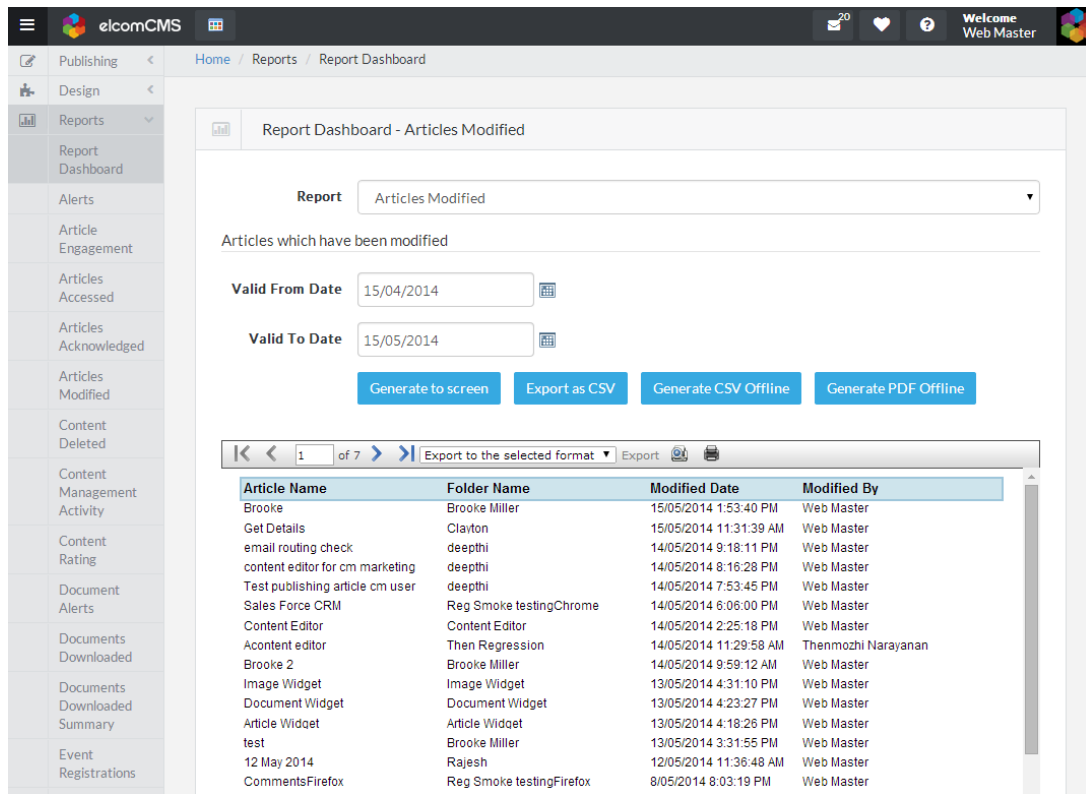 elcomCMS
20
Welcome
Web Master
Publishing
Design
Reports
Report
Dashboard
Alerts
Article
Engagement
Articles
Accessed
Articles
Acknowledged
Articles
Modified
Content
Deleted
Content
Management
Activity
Content
Rating
Document
Alerts
Documents
Downloaded
Documents
Downloaded
Summary
Event
Registrations
Home / Reports / Report Dashboard
Report Dashboard - Articles Modified
Report Articles Modified
Articles which have been modified
Valid From Date 15/04/2014
Valid To Date 15/05/2014
Generate to screen Export as CSV Generate CSV Offline Generate PDF Offline
1 of 7 Export to the selected format Export
Article Name Folder Name Modified Date Modified By
Brooke Brooke Miller 15/05/2014 1:53:40 PM Web Master
Get Details Clayton 15/05/2014 11:31:39 AM Web Master
email routing check deepthi 14/05/2014 9:18:11 PM Web Master
content editor for cm marketing deepthi 14/05/2014 8:16:28 PM Web Master
Test publishing article cm user deepthi 14/05/2014 7:53:45 PM Web Master
Sales Force CRM Reg Smoke testingChrome 14/05/2014 6:06:00 PM Web Master
Content Editor Content Editor 14/05/2014 2:25:18 PM Web Master
Acontent editor Then Regression 14/05/2014 11:29:58 AM Thenmozhi Narayanan
Brooke 2 Brooke Miller 14/05/2014 9:59:12 AM Web Master
Image Widget Image Widget 13/05/2014 4:31:10 PM Web Master
Document Widget Document Widget 13/05/2014 4:23:27 PM Web Master
Article Widget Article Widget 13/05/2014 4:18:26 PM Web Master
test Brooke Miller 13/05/2014 3:31:55 PM Web Master
12 May 2014 Rajesh 12/05/2014 11:36:48 AM Web Master
CommentsFirefox Reg Smoke testingFirefox 8/05/2014 8:03:19 PM Web Master